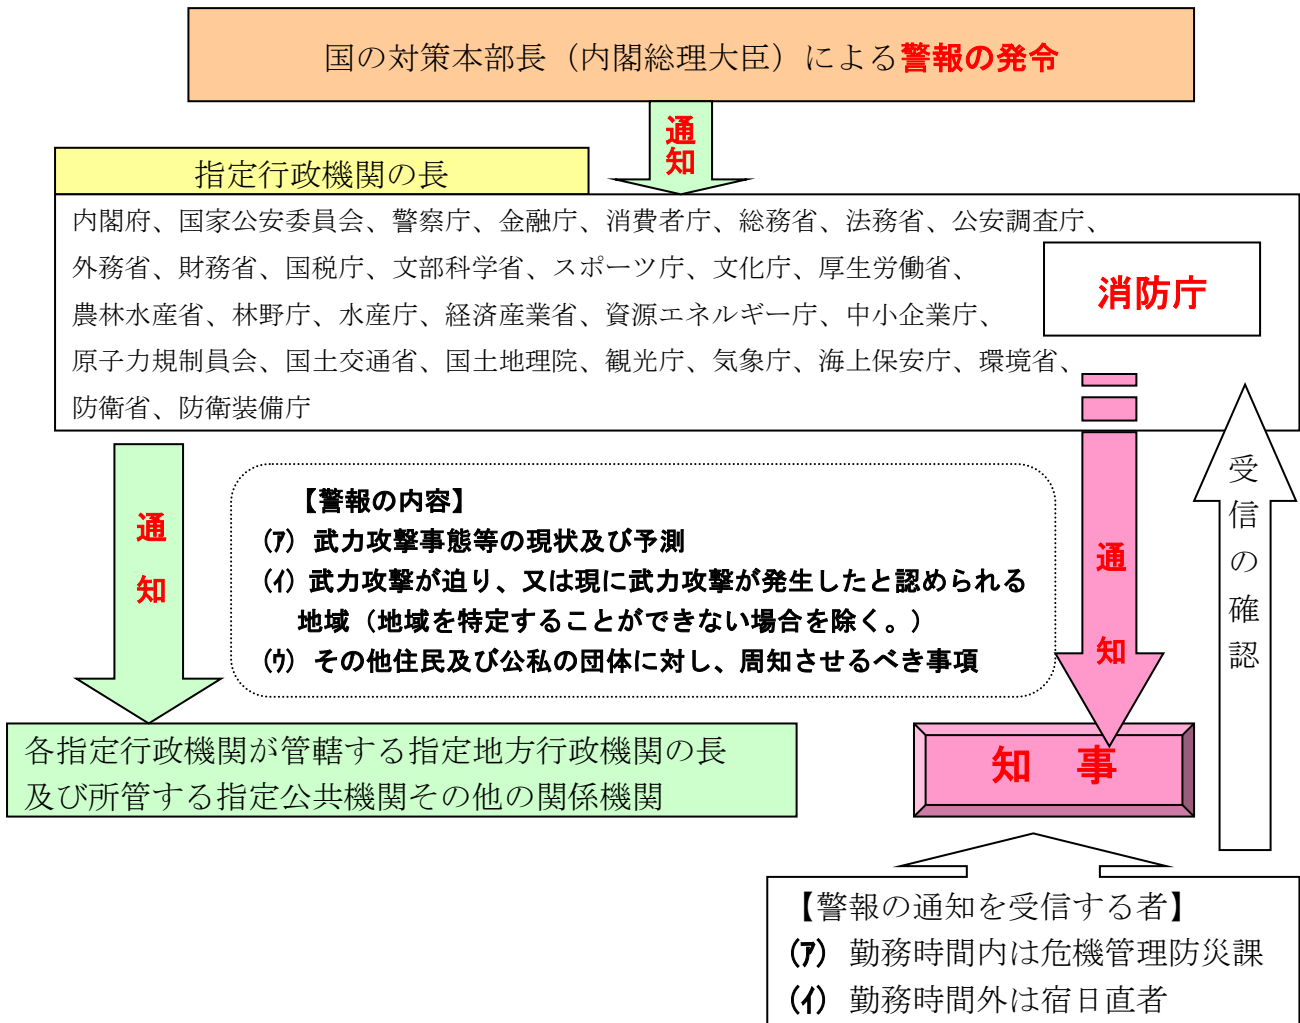 国の対策本部長（内閣総理大臣）による警報の発令
通知
指定行政機関の長
内閣府、国家公安委員会、警察庁、金融庁、消費者庁、総務省、法務省、公安調査庁、
外務省、財務省、国税庁、文部科学省、スポーツ庁、文化庁、厚生労働省、
農林水産省、林野庁、水産庁、経済産業省、資源エネルギー庁、中小企業庁、
原子力規制員会、国土交通省、国土地理院、観光庁、気象庁、海上保安庁、環境省、
防衛省、防衛装備庁
消防庁
通知
【警報の内容】
(ｱ) 武力攻撃事態等の現状及び予測
(ｲ) 武力攻撃が迫り、又は現に武力攻撃が発生したと認められる
地域（地域を特定することができない場合を除く。）
(ｳ) その他住民及び公私の団体に対し、周知させるべき事項
通知
受信の確認
各指定行政機関が管轄する指定地方行政機関の長
及び所管する指定公共機関その他の関係機関
知　事
【警報の通知を受信する者】
(ｱ) 勤務時間内は危機管理防災課
(ｲ) 勤務時間外は宿日直者